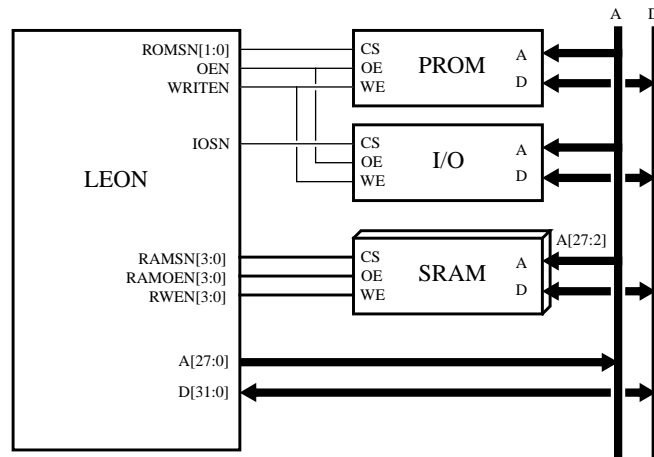 A D
ROMSN[1:0] CS
OEN OE PROM A
WRITEN WE D
IOSN CS A
LEON OE I/O
WE D
A[27:2]
RAMSN[3:0] CS A
RAMOEN[3:0] OE SRAM
RWEN[3:0] WE D
A[27:0]
D[31:0]